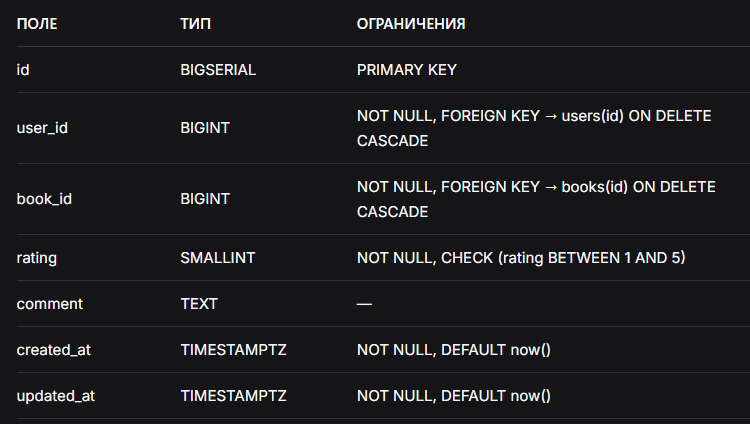 ПОЛЕ ТИП ОГРАНИЧЕНИЯ
id BIGSERIAL PRIMARY KEY
user_id BIGINT NOT NULL, FOREIGN KEY → users(id) ON DELETE
CASCADE
book_id BIGINT NOT NULL, FOREIGN KEY → books(id) ON DELETE
CASCADE
rating SMALLINT NOT NULL, CHECK (rating BETWEEN 1 AND 5)
comment TEXT —
created_at TIMESTAMPTZ NOT NULL, DEFAULT now()
updated_at TIMESTAMPTZ NOT NULL, DEFAULT now()